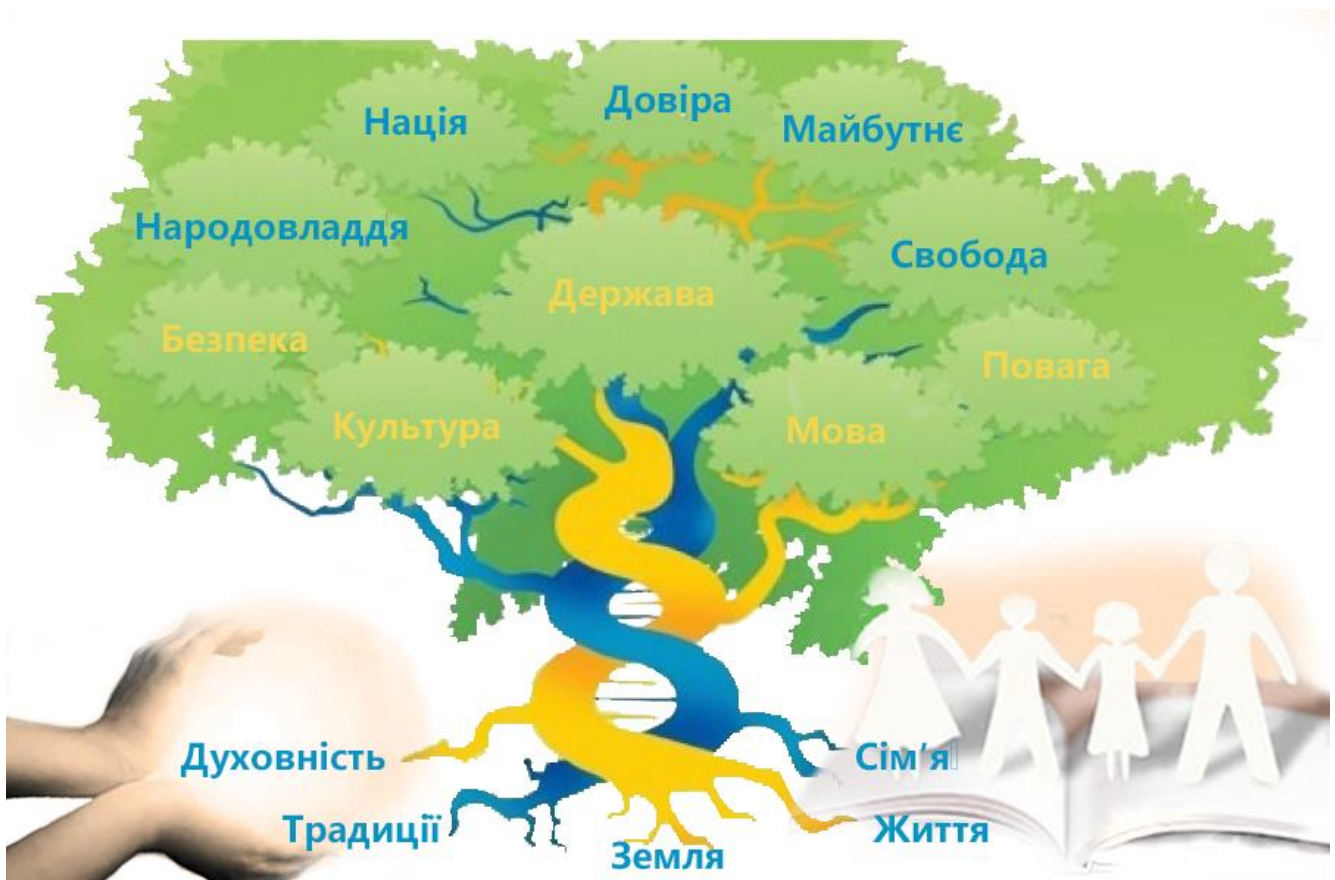 Довіра
Нація
Майбутнє
Народовладдя
Свобода
Держава
Безпека
Повага
Культура
Мова
Духовність
Сім’я
Традиції
Життя
Земля